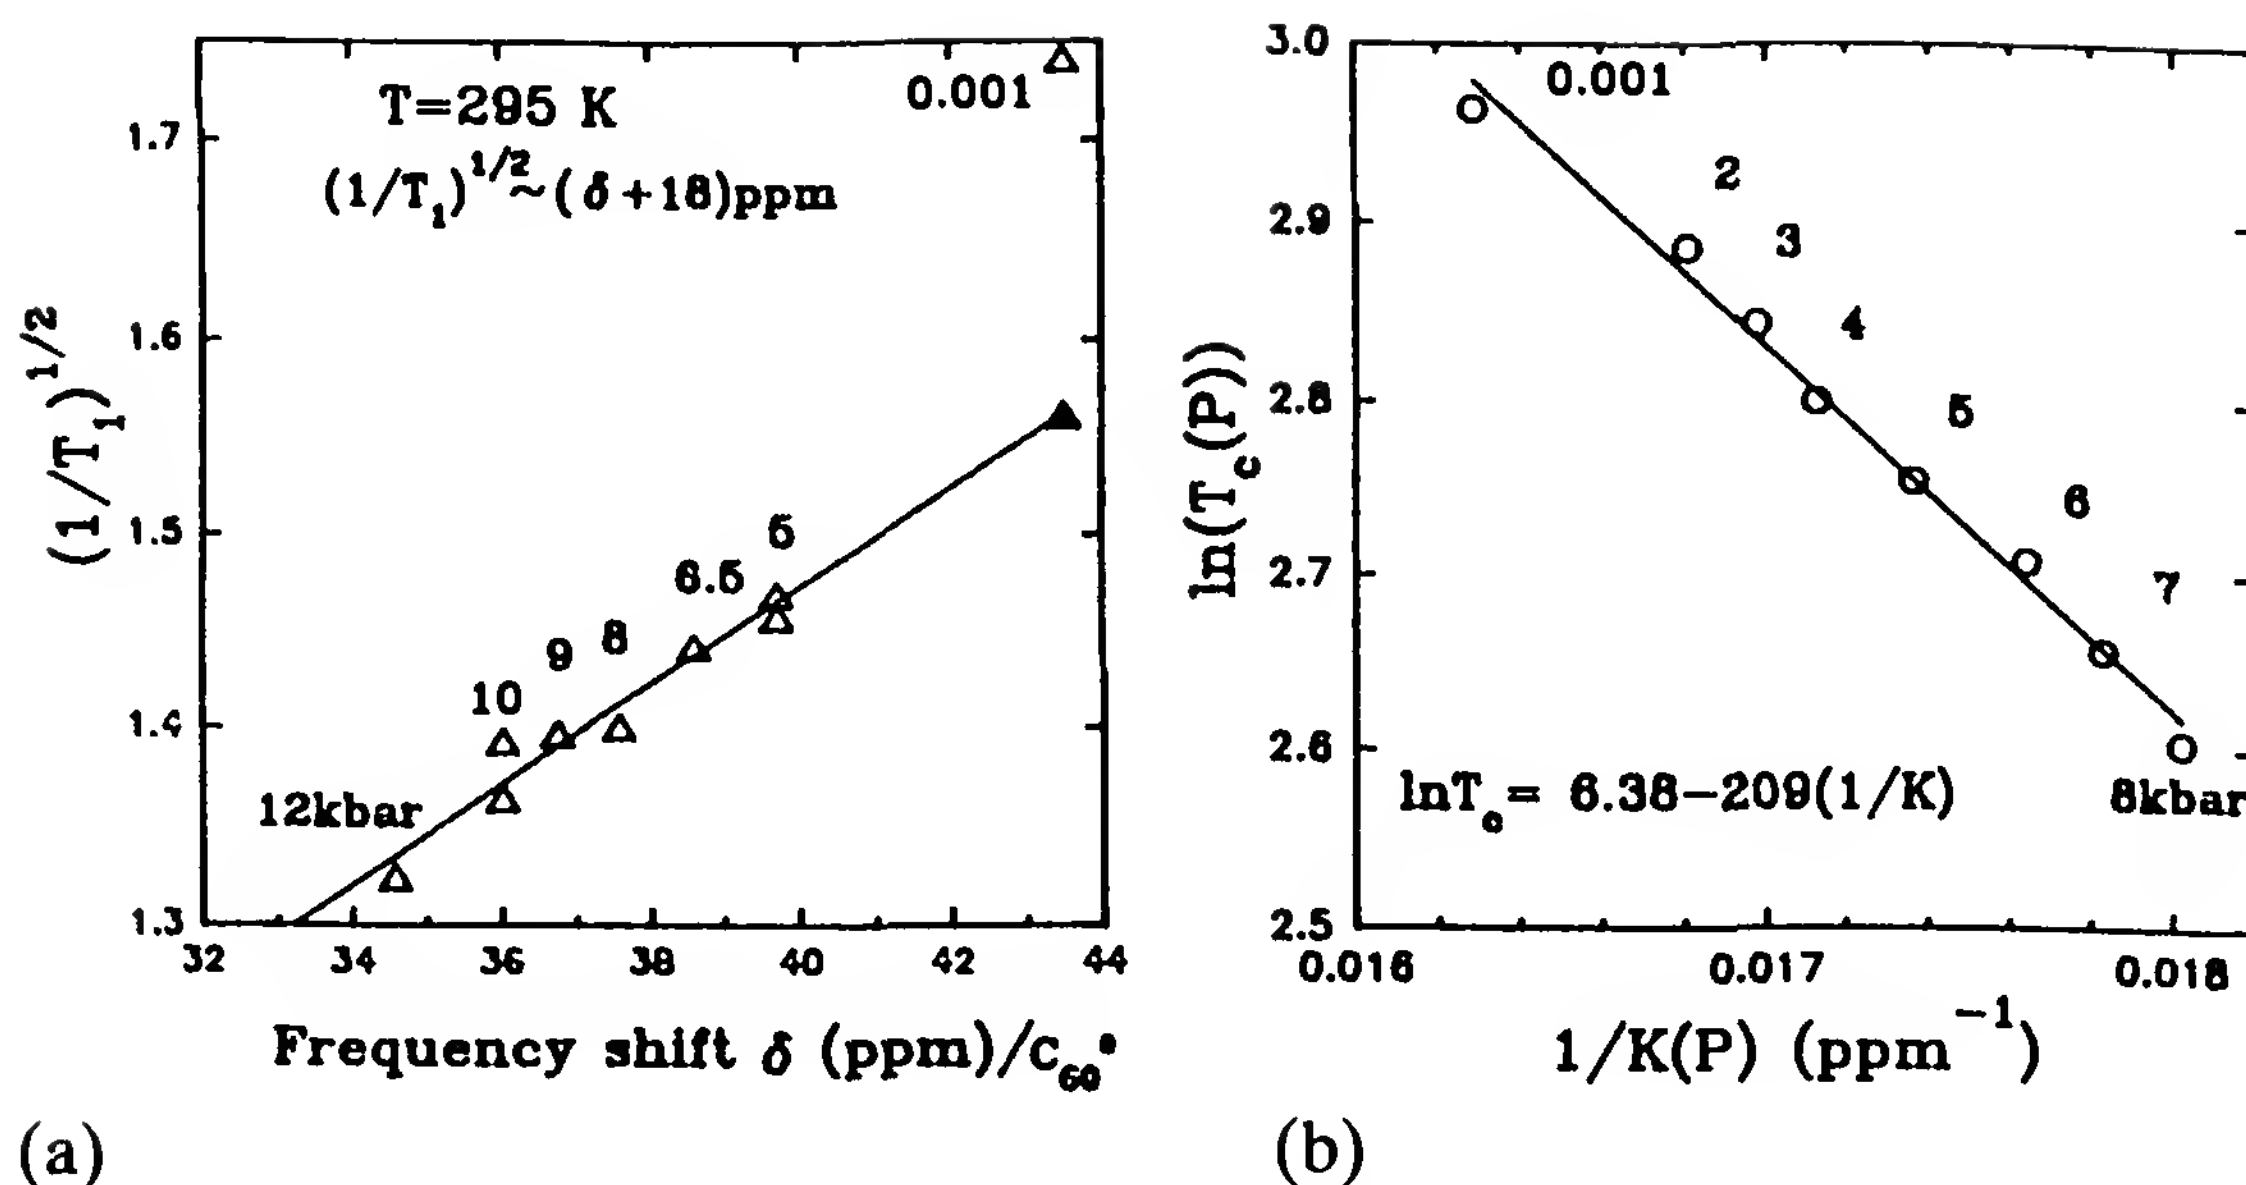 T=295 K
0.001
(1/T₁)^1/2 ~ (δ+18)ppm
(1/T₁)^1/2
1.7
1.6
1.5
1.4
1.3
5
6.5
8
9
10
12kbar
32 34 36 38 40 42 44
Frequency shift δ (ppm)/C₆₀
(a)
3.0
2.9
2.8
2.7
2.6
2.5
ln(T_c(P))
0.001
2
3
4
5
6
7
8kbar
lnT_c= 6.38−209(1/K)
0.016 0.017 0.018
1/K(P) (ppm⁻¹)
(b)